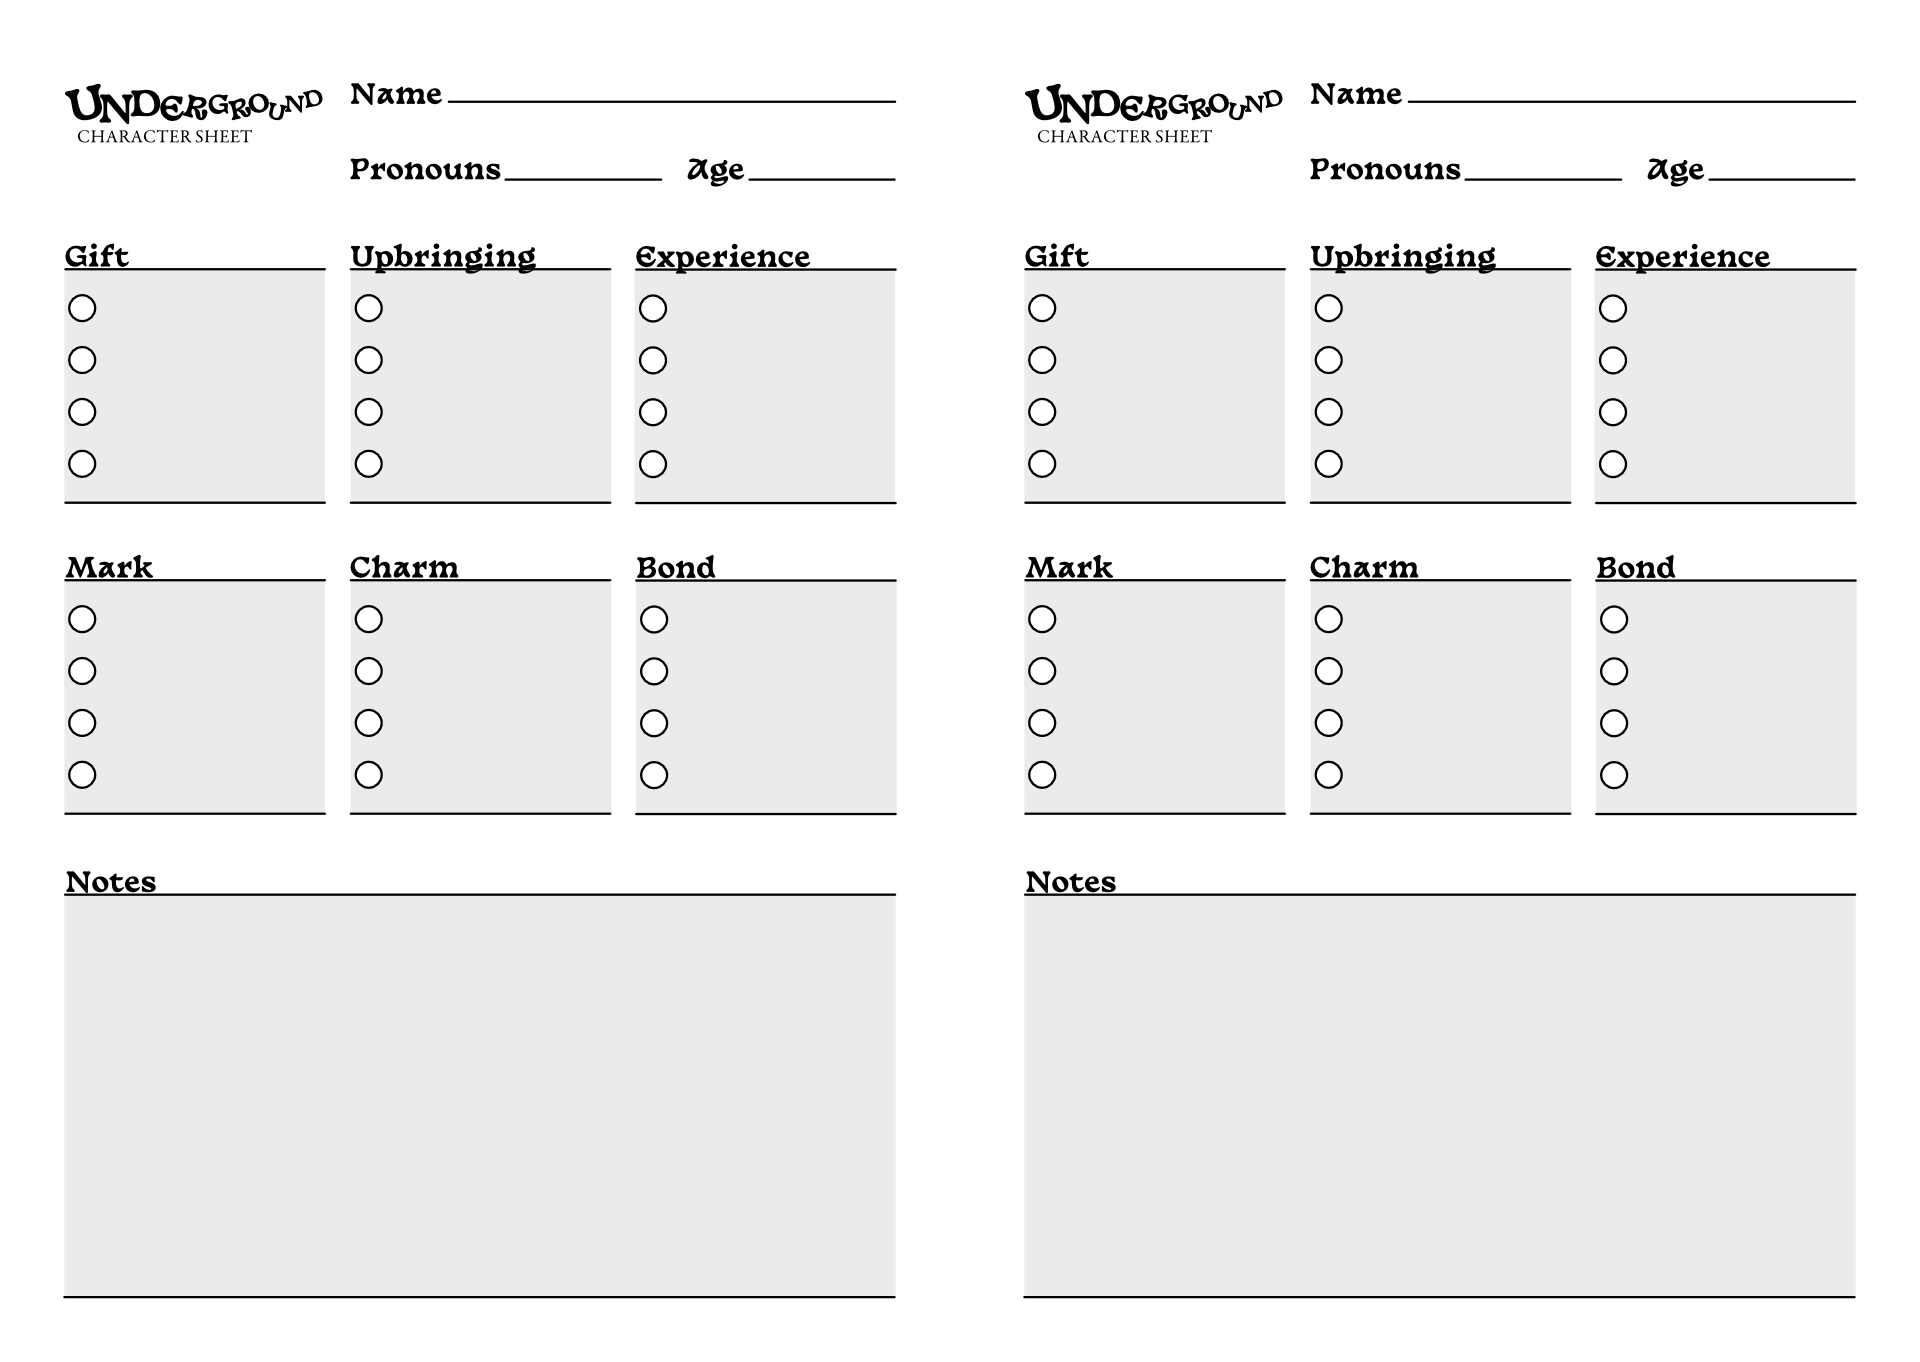 UNDERGROUND
CHARACTER SHEET
Name
Pronouns Age
Gift Upbringing Experience
Mark Charm Bond
Notes
UNDERGROUND
CHARACTER SHEET
Name
Pronouns Age
Gift Upbringing Experience
Mark Charm Bond
Notes